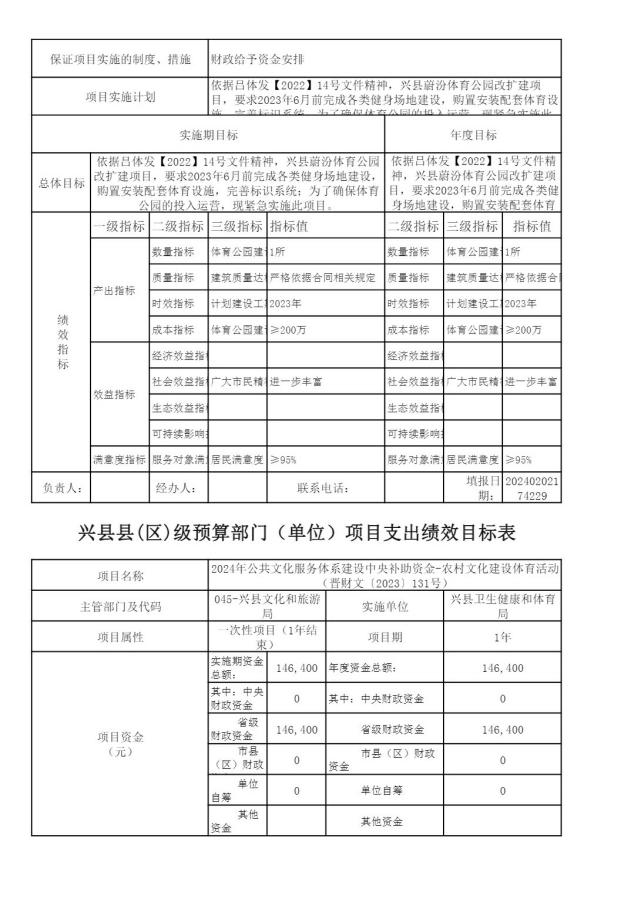 保证项目实施的制度、措施 财政给予资金安排
项目实施计划 依据吕体发【2022】14号文件精神，兴县蔚汾体育公园改扩建项
目，要求2023年6月前完成各类健身场地建设，购置安装配套体育设
实施期目标 年度目标
总体目标
依据吕体发【2022】14号文件精神，兴县蔚汾体育公园
改扩建项目，要求2023年6月前完成各类健身场地建设，
购置安装配套体育设施，完善标识系统；为了确保体育
公园的投入运营，现紧急实施此项目。
依据吕体发【2022】14号文件精
神，兴县蔚汾体育公园改扩建项
目，要求2023年6月前完成各类健
身场地建设，购置安装配套体育
绩效指标
一级指标 二级指标 三级指标 指标值 二级指标 三级指标 指标值
产出指标
数量指标 体育公园建 1所 数量指标 体育公园建 1所
质量指标 建筑质量达 严格依据合同相关规定 质量指标 建筑质量达 严格依据合
时效指标 计划建设工 2023年 时效指标 计划建设工 2023年
成本指标 体育公园建 ≥200万 成本指标 体育公园建 ≥200万
效益指标
经济效益指 经济效益指
社会效益指 广大市民精 进一步丰富 社会效益指 广大市民精 进一步丰富
生态效益指 生态效益指
可持续影响 可持续影响
满意度指标 服务对象满 居民满意度 ≥95% 服务对象满 居民满意度 ≥95%
负责人： 经办人： 联系电话： 填报日
期：
202402021
74229
兴县县(区)级预算部门（单位）项目支出绩效目标表
项目名称 2024年公共文化服务体系建设中央补助资金-农村文化建设体育活动
（晋财文〔2023〕131号）
主管部门及代码 045-兴县文化和旅游
局
实施单位 兴县卫生健康和体育
局
项目属性 一次性项目（1年结
束）
项目期 1年
项目资金
（元）
实施期资金
总额：
146,400 年度资金总额： 146,400
其中：中央
财政资金
0 其中：中央财政资金 0
省级
财政资金
146,400 省级财政资金 146,400
市县
（区）财政
0 市县（区）财政
资金
0
单位
自筹
0 单位自筹 0
其他
资金
其他资金